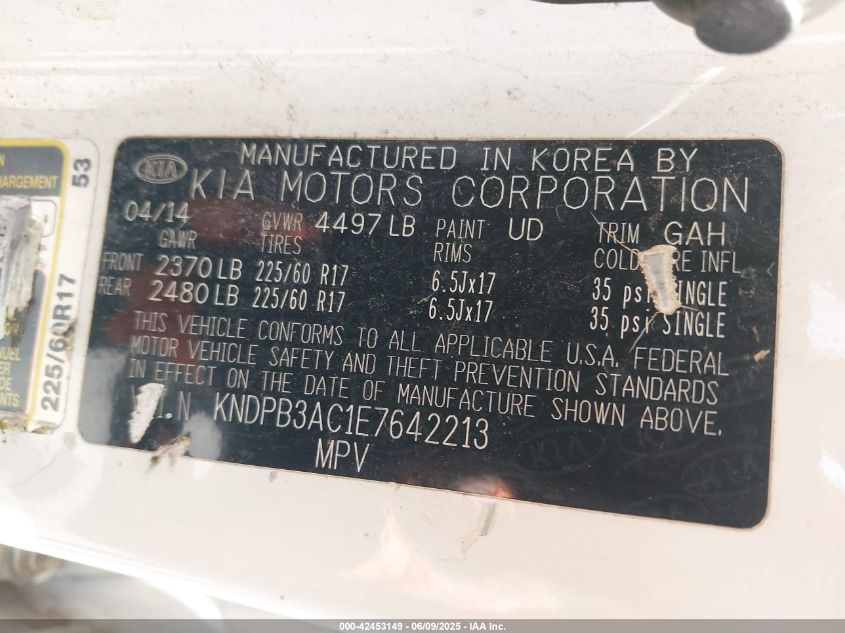 KIA MANUFACTURED IN KOREA BY
KIA MOTORS CORPORATION
04/14 GVWR 4497 LB PAINT UD TRIM GAH
GAWR TIRES RIMS COLD INFL
FRONT 2370 LB 225/60 R17 6.5Jx17 35 psi SINGLE
REAR 2480 LB 225/60 R17 6.5Jx17 35 psi SINGLE
THIS VEHICLE CONFORMS TO ALL APPLICABLE U.S.A. FEDERAL
MOTOR VEHICLE SAFETY AND THEFT PREVENTION STANDARDS
IN EFFECT ON THE DATE OF MANUFACTURE SHOWN ABOVE.
V.I.N KNDPB3AC1E7642213
MPV
KIA
53
225/60R17
000-42453149 - 06/09/2025 - IAA Inc.